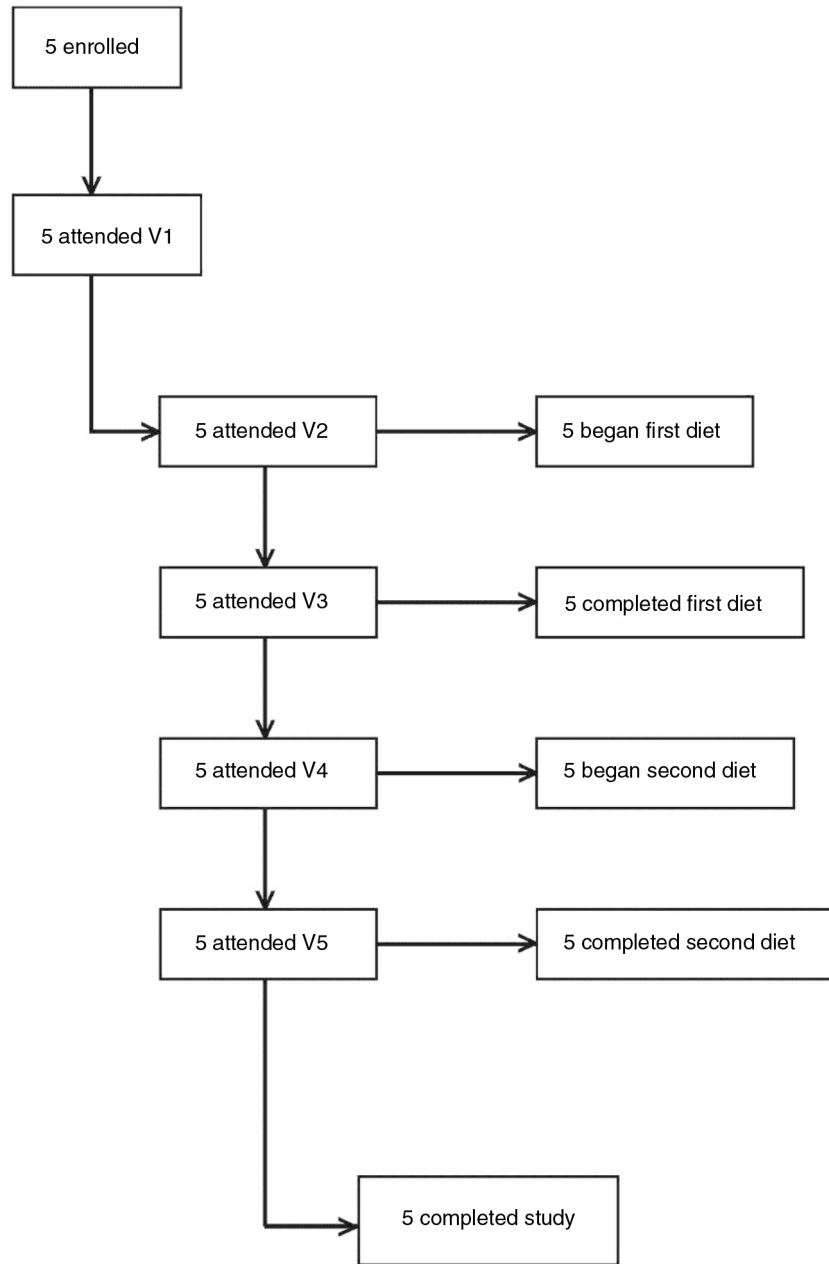 5 enrolled
5 attended V1
5 attended V2
5 began first diet
5 attended V3
5 completed first diet
5 attended V4
5 began second diet
5 attended V5
5 completed second diet
5 completed study